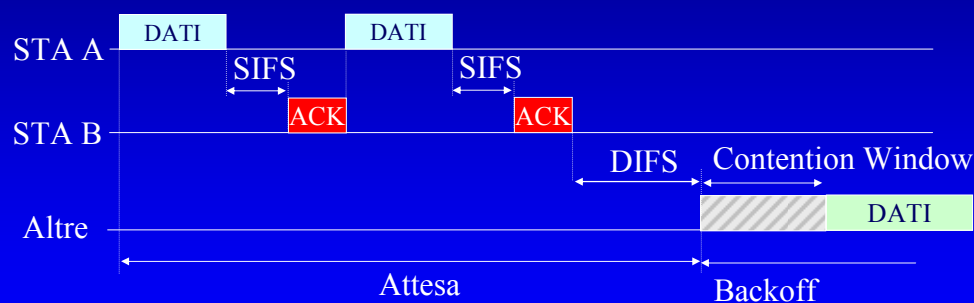 DATI DATI
STA A
SIFS SIFS
ACK ACK
STA B
DIFS Contention Window
DATI
Altre
Attesa Backoff